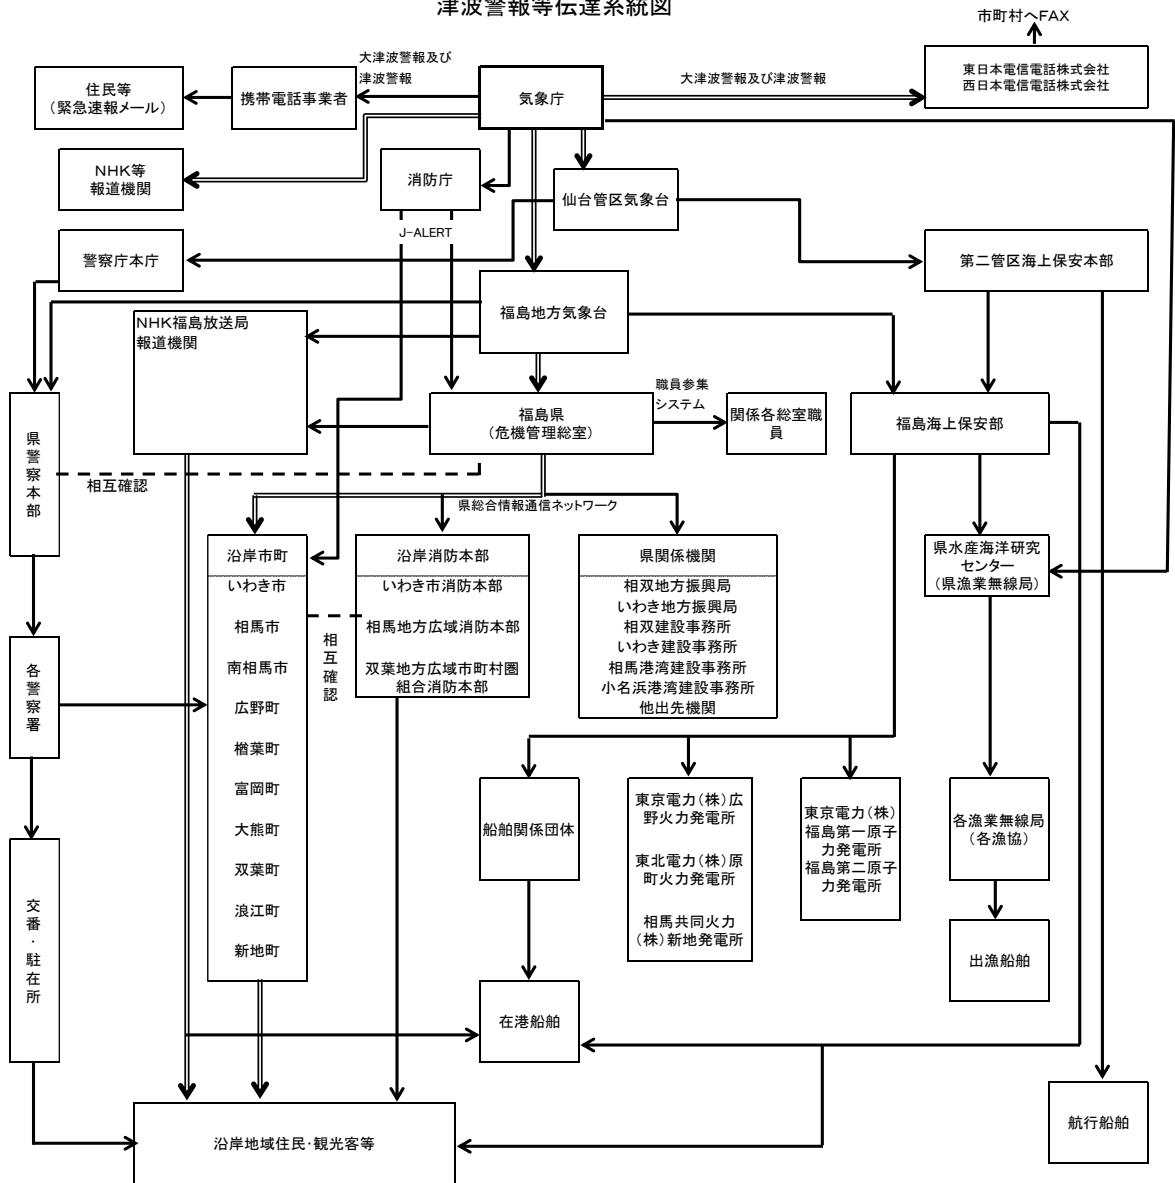 津波警報等伝達系統図
市町村へFAX
大津波警報及び
津波警報
大津波警報及び津波警報
東日本電信電話株式会社
西日本電信電話株式会社
住民等
(緊急速報メール)
携帯電話事業者
気象庁
NHK等
報道機関
消防庁
仙台管区気象台
J-ALERT
警察庁本庁
第二管区海上保安本部
福島地方気象台
NHK福島放送局
報道機関
職員参集
システム
福島県
(危機管理総室)
関係各総室職
員
福島海上保安部
県警察本部
相互確認
県総合情報通信ネットワーク
沿岸市町
いわき市
相馬市
南相馬市
広野町
楢葉町
富岡町
大熊町
双葉町
浪江町
新地町
相互確認
沿岸消防本部
いわき市消防本部
相馬地方広域消防本部
双葉地方広域市町村圏
組合消防本部
県関係機関
相双地方振興局
いわき地方振興局
相双建設事務所
いわき建設事務所
相馬港湾建設事務所
小名浜港湾建設事務所
他出先機関
県水産海洋研究
センター
(県漁業無線局)
各警察署
船舶関係団体
東京電力(株)広
野火力発電所
東北電力(株)原
町火力発電所
相馬共同火力
(株)新地発電所
東京電力(株)
福島第一原子
力発電所
福島第二原子
力発電所
各漁業無線局
(各漁協)
交番・駐在所
出漁船舶
在港船舶
沿岸地域住民・観光客等
航行船舶